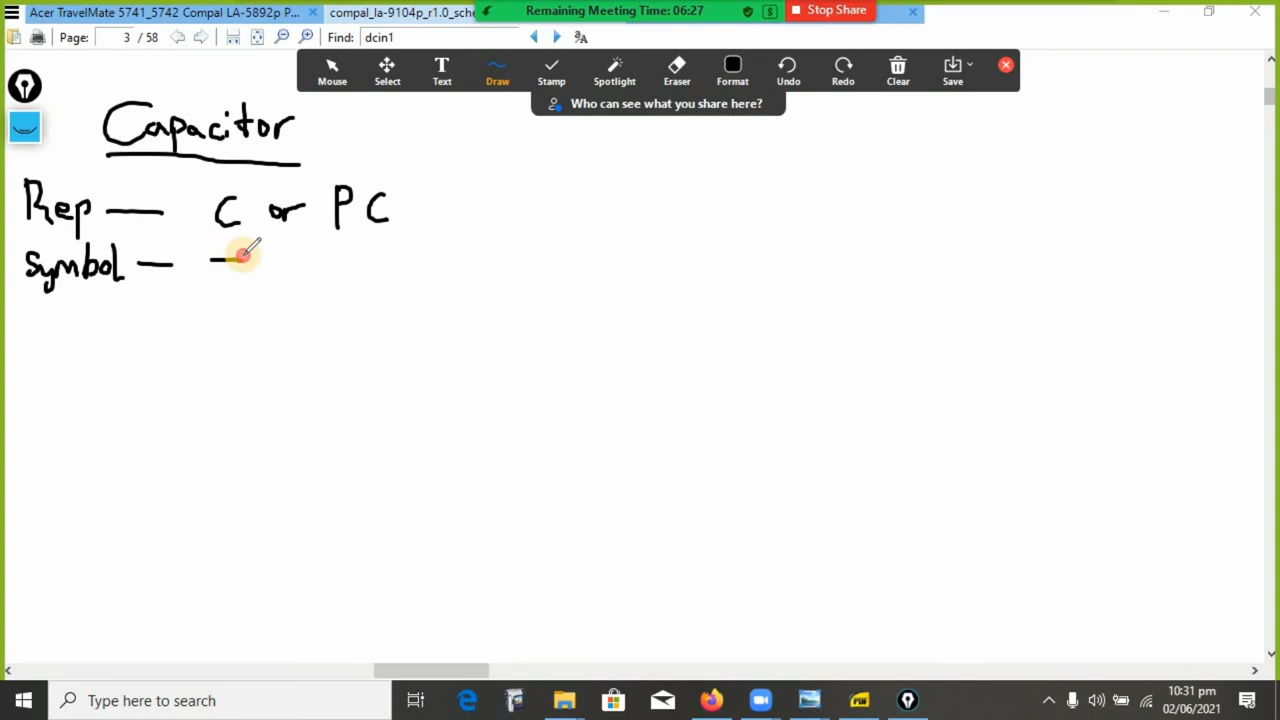 Acer TravelMate 5741_5742 Compal LA-5892p P...
compal_la-9104p_r1.0_sche
Remaining Meeting Time: 06:27
Stop Share
Page:
3 / 58
Find:
dcin1
Mouse
Select
Text
Draw
Stamp
Spotlight
Eraser
Format
Undo
Redo
Clear
Save
Who can see what you share here?
Capacitor
Rep — C or PC
Symbol — —
Type here to search
10:31 pm
02/06/2021